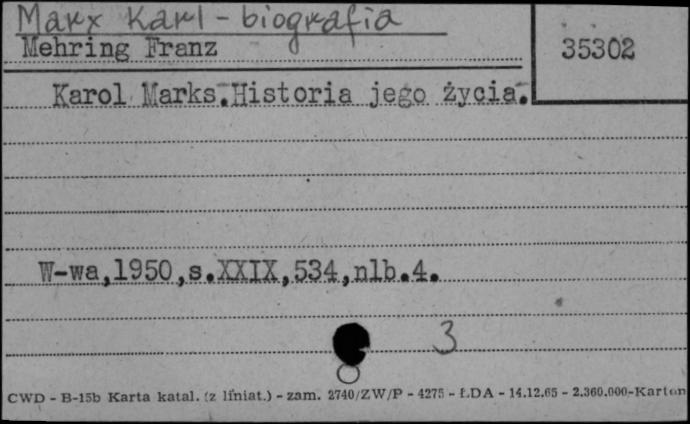 Marx Karl - biografia
Mehring Franz
35302
Karol Marks. Historia jego życia.
W-wa,1950,s.XXIX,534,nlb.4.
3
CWD - B-15b Karta katal. (z liniat.) - zam. 2740/ZW/P - 4275 - ŁDA - 14.12.65 - 2.360.000-Karton